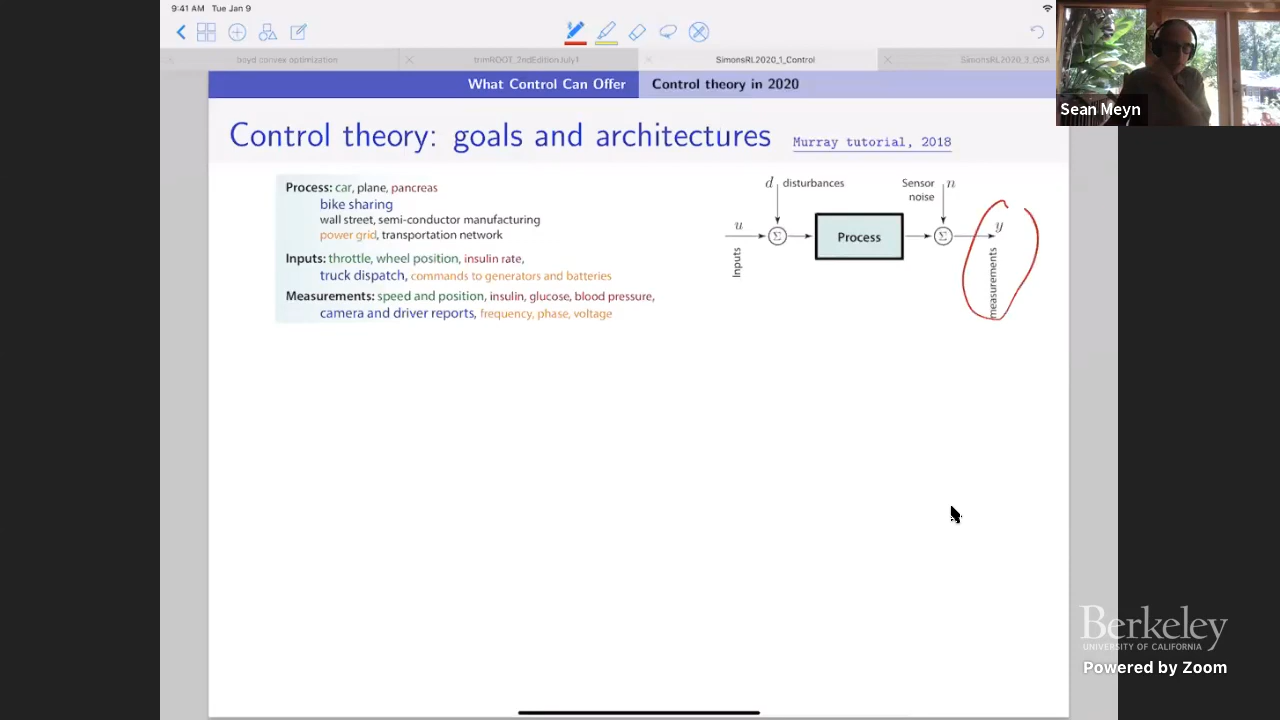 9:41 AM Tue Jan 9
boyd convex optimization
trimROOT_2ndEditionJuly1
SimonsRL2020_1_Control
SimonsRL2020_3_QSA
Sean Meyn
What Control Can Offer
Control theory in 2020
Control theory: goals and architectures
Murray tutorial, 2018
Process: car, plane, pancreas
bike sharing
wall street, semi-conductor manufacturing
power grid, transportation network
Inputs: throttle, wheel position, insulin rate,
truck dispatch, commands to generators and batteries
Measurements: speed and position, insulin, glucose, blood pressure,
camera and driver reports, frequency, phase, voltage
d disturbances
Sensor noise n
u
Inputs
Σ
Process
Σ
y
measurements
Berkeley
UNIVERSITY OF CALIFORNIA
Powered by Zoom